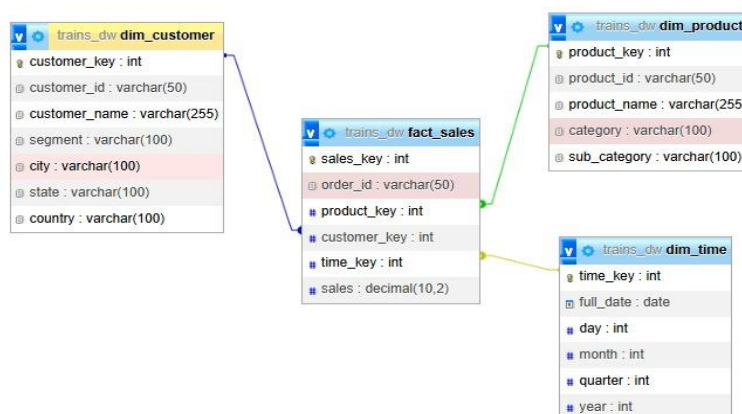 trains_dw dim_customer
customer_key : int
customer_id : varchar(50)
customer_name : varchar(255)
segment : varchar(100)
city : varchar(100)
state : varchar(100)
country : varchar(100)
trains_dw fact_sales
sales_key : int
order_id : varchar(50)
# product_key : int
# customer_key : int
# time_key : int
# sales : decimal(10,2)
trains_dw dim_product
product_key : int
product_id : varchar(50)
product_name : varchar(255
category : varchar(100)
sub_category : varchar(100)
trains_dw dim_time
time_key : int
full_date : date
# day : int
# month : int
# quarter : int
# year : int